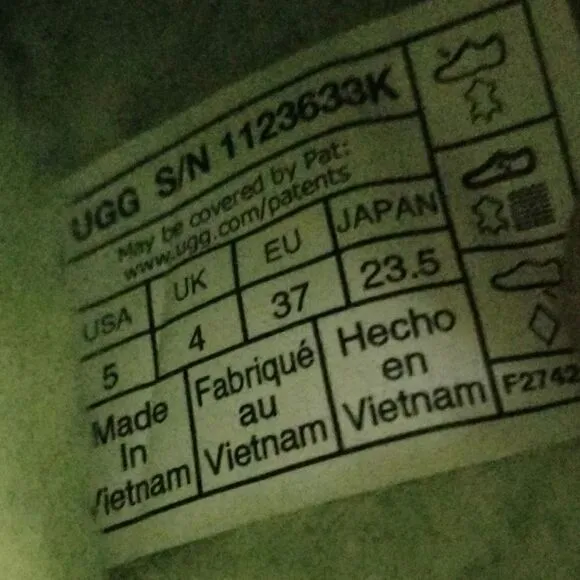 UGG S/N 1123633K
May be covered by Pat:
www.ugg.com/patents
USA UK EU JAPAN
5 4 37 23.5
Made In Vietnam
Fabriqué au Vietnam
Hecho en Vietnam
F2742